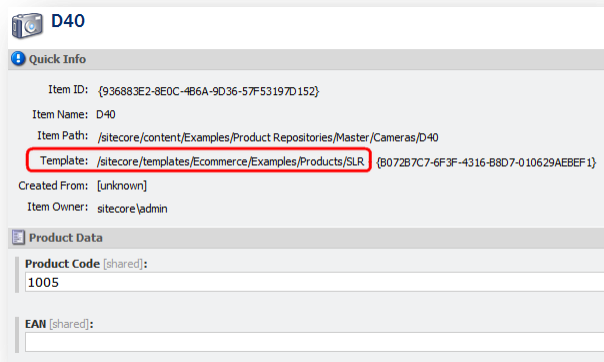 D40
Quick Info
Item ID: {936883E2-8E0C-4B6A-9D36-57F53197D152}
Item Name: D40
Item Path: /sitecore/content/Examples/Product Repositories/Master/Cameras/D40
Template: /sitecore/templates/Ecommerce/Examples/Products/SLR - {B072B7C7-6F3F-4316-B8D7-010629AEBEF1}
Created From: [unknown]
Item Owner: sitecore\admin
Product Data
Product Code [shared]:
1005
EAN [shared]: